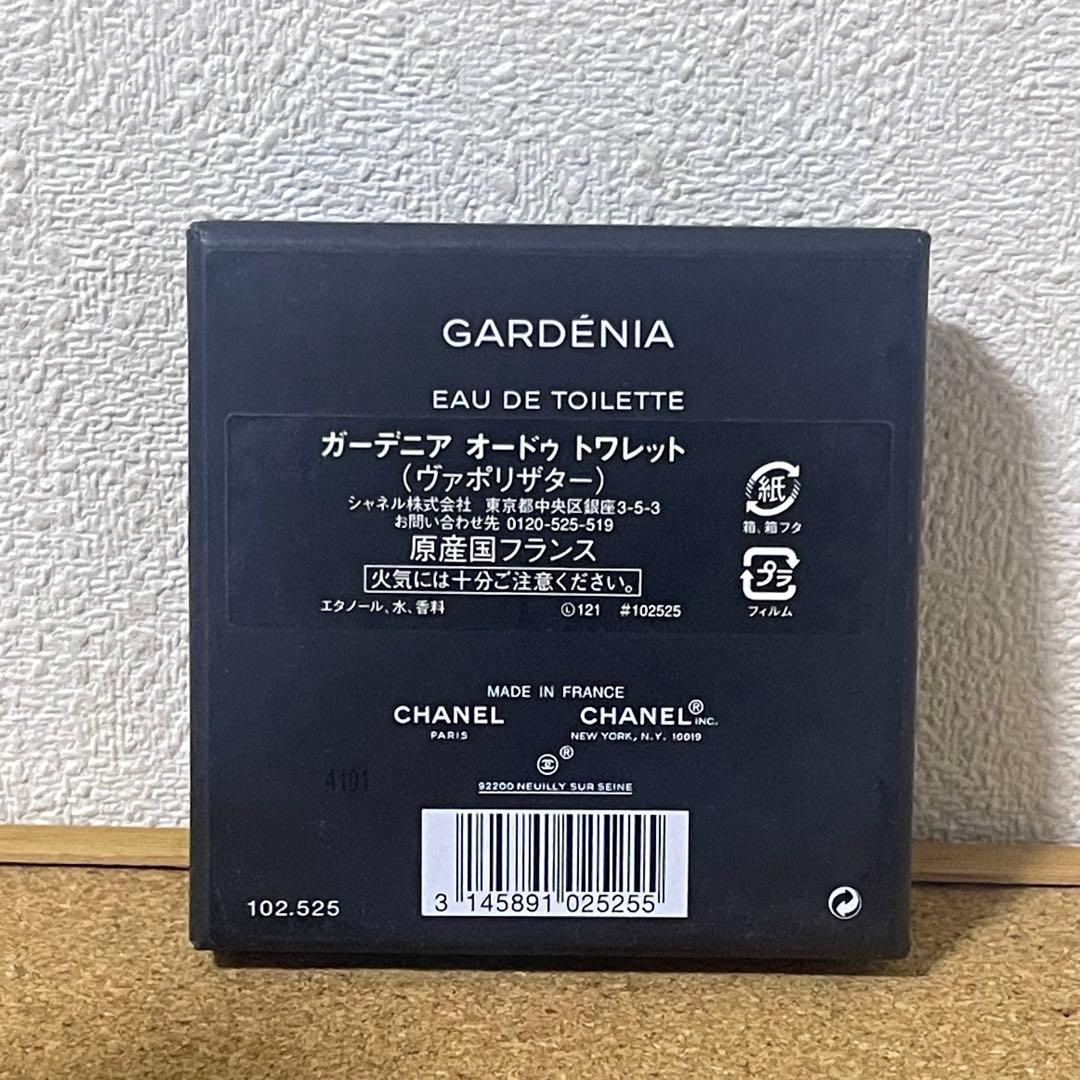 GARDÉNIA
EAU DE TOILETTE
ガーデニア オードゥ トワレット
(ヴァポリザター)
シャネル株式会社 東京都中央区銀座3-5-3
お問い合わせ先 0120-525-519
原産国フランス
火気には十分ご注意ください。
エタノール、水、香料 Ⓛ121 #102525
紙
箱、箱フタ
プラ
フィルム
MADE IN FRANCE
CHANEL
PARIS
CHANEL® INC.
NEW YORK, N.Y. 10019
®
92200 NEUILLY SUR SEINE
4101
3 145891 025255
102.525